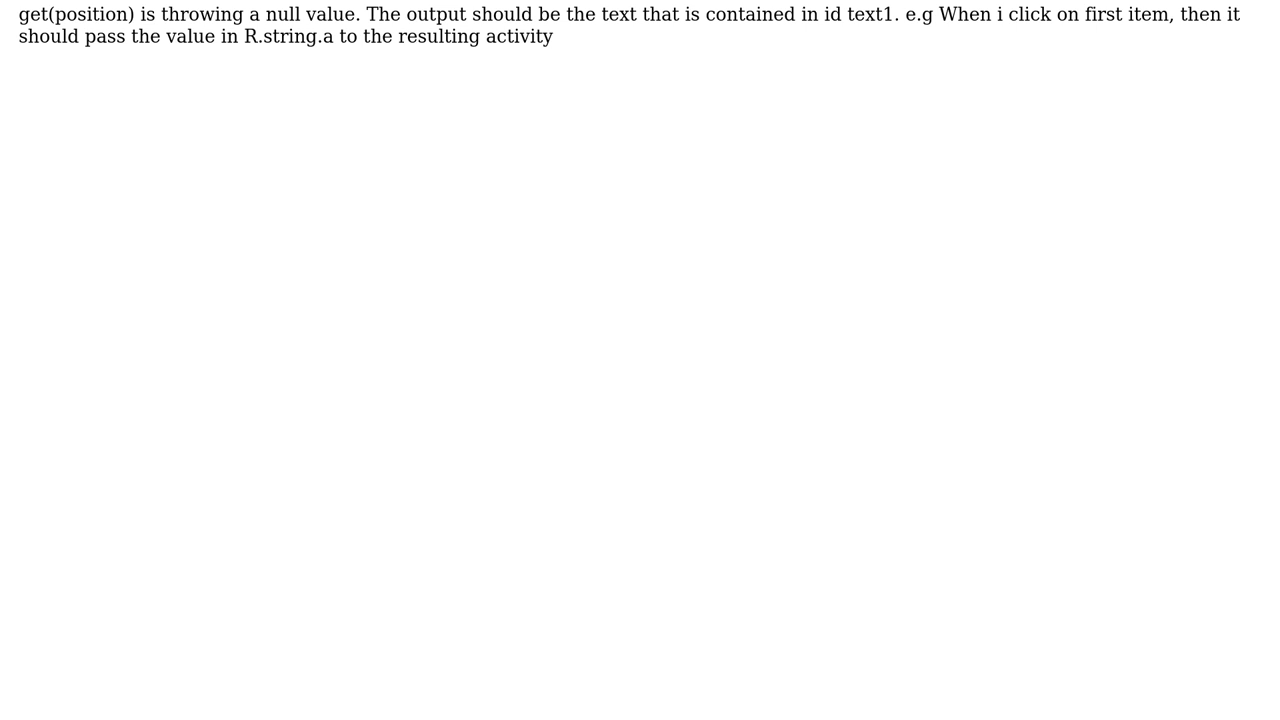 get(position) is throwing a null value. The output should be the text that is contained in id text1. e.g When i click on first item, then it
should pass the value in R.string.a to the resulting activity